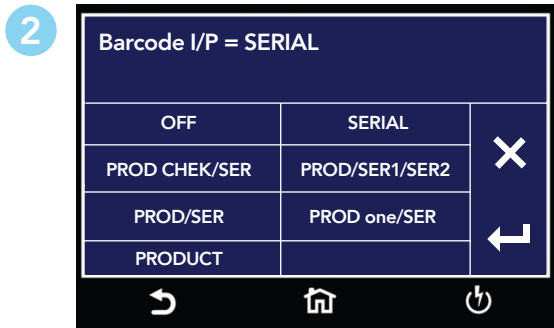 2
Barcode I/P = SERIAL
OFF SERIAL
PROD CHEK/SER PROD/SER1/SER2
PROD/SER PROD one/SER
PRODUCT